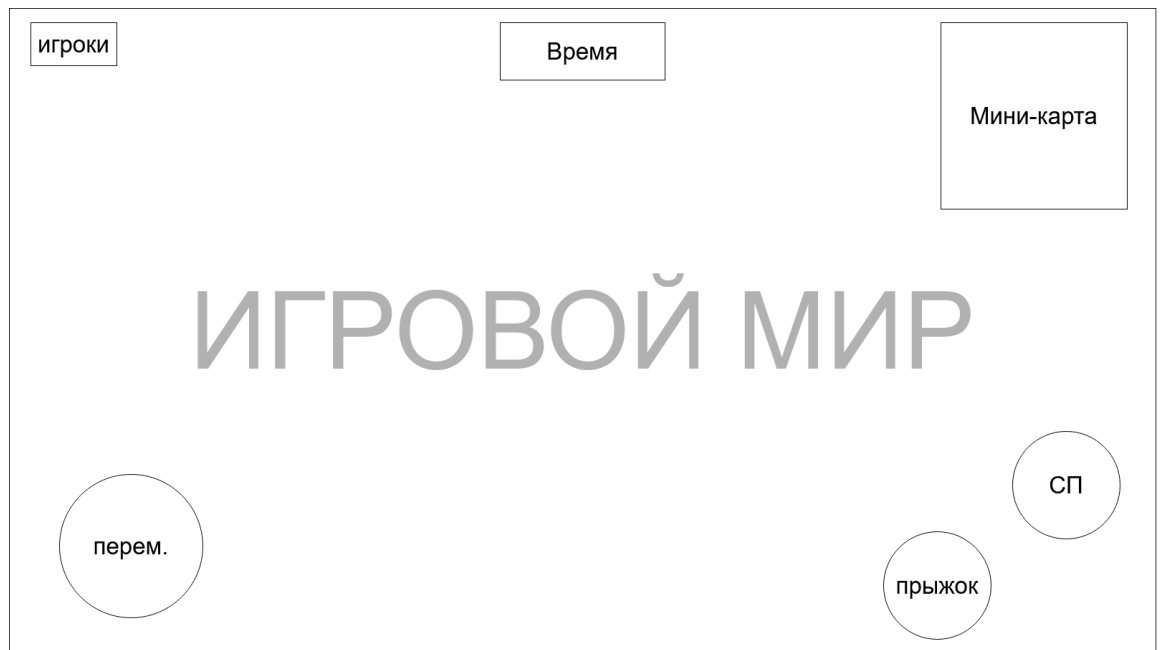 игроки
Время
Мини-карта
ИГРОВОЙ МИР
СП
перем.
прыжок